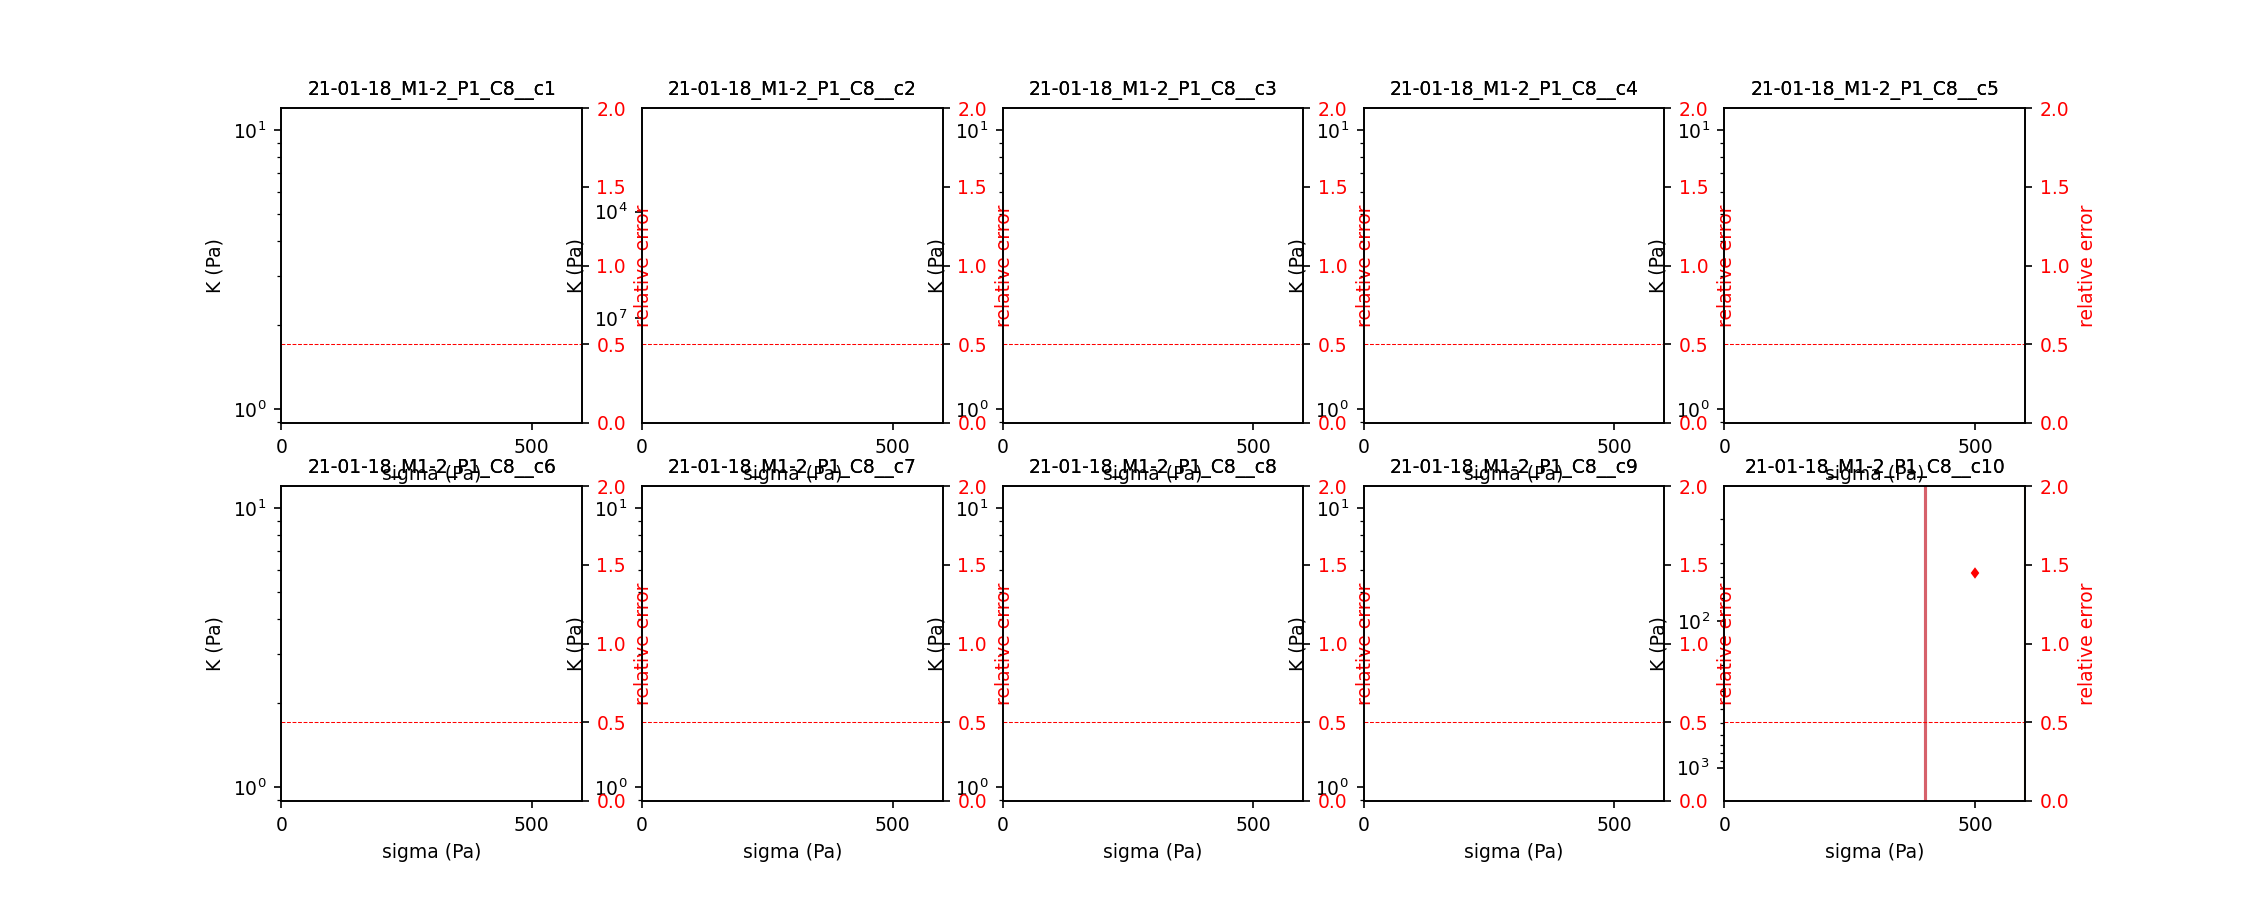 21-01-18_M1-2_P1_C8__c1 21-01-18_M1-2_P1_C8__c2 21-01-18_M1-2_P1_C8__c3 21-01-18_M1-2_P1_C8__c4 21-01-18_M1-2_P1_C8__c5
10¹ 2.0 2.0 10¹ 2.0 10¹ 2.0 10¹ 2.0
1.5 1.5 1.5 1.5 1.5
10⁴
K (Pa) relative error K (Pa) relative error K (Pa) relative error K (Pa) relative error K (Pa) relative error
1.0 1.0 1.0 1.0 1.0
10⁷
0.5 0.5 0.5 0.5 0.5
10⁰ 10⁰ 10⁰ 10⁰
0.0 0.0 0.0 0.0 0.0
0 500 0 500 0 500 0 500 0 500
sigma (Pa) sigma (Pa) sigma (Pa) sigma (Pa) sigma (Pa)
21-01-18_M1-2_P1_C8__c6 21-01-18_M1-2_P1_C8__c7 21-01-18_M1-2_P1_C8__c8 21-01-18_M1-2_P1_C8__c9 21-01-18_M1-2_P1_C8__c10
2.0 2.0 2.0 2.0 2.0
10¹ 10¹ 10¹ 10¹
1.5 1.5 1.5 1.5 1.5
10²
K (Pa) relative error K (Pa) relative error K (Pa) relative error K (Pa) relative error K (Pa) relative error
1.0 1.0 1.0 1.0 1.0
0.5 0.5 0.5 0.5 0.5
10³
10⁰ 10⁰ 10⁰ 10⁰
0.0 0.0 0.0 0.0 0.0
0 500 0 500 0 500 0 500 0 500
sigma (Pa) sigma (Pa) sigma (Pa) sigma (Pa) sigma (Pa)